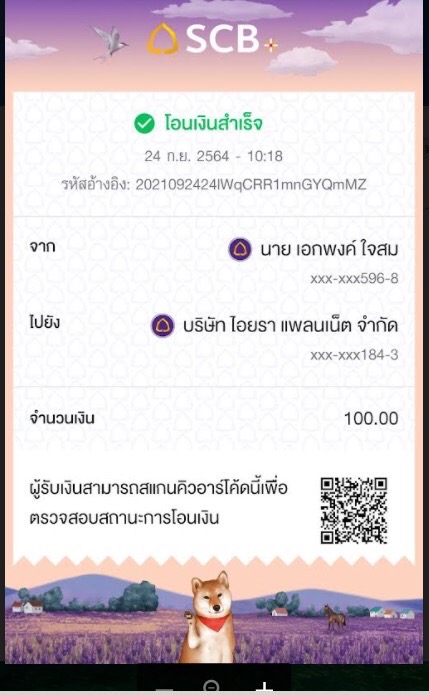 SCB+
โอนเงินสำเร็จ
24 ก.ย. 2564 - 10:18
รหัสอ้างอิง: 2021092424lWqCRR1mnGYQmMZ
จาก
นาย เอกพงค์ ใจสม
xxx-xxx596-8
ไปยัง
บริษัท ไอยรา แพลนเน็ต จำกัด
xxx-xxx184-3
จำนวนเงิน
100.00
ผู้รับเงินสามารถสแกนคิวอาร์โค้ดนี้เพื่อ
ตรวจสอบสถานะการโอนเงิน